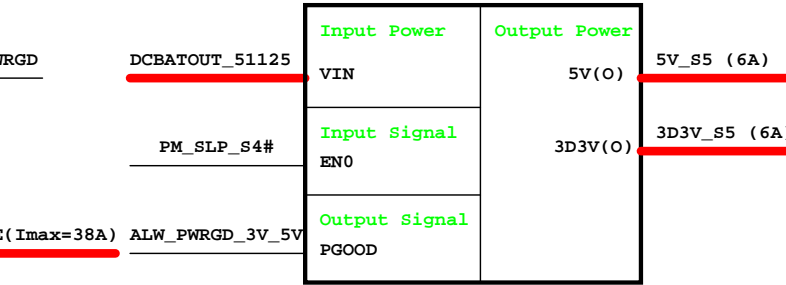 Input Power Output Power
WRGD DCBATOUT_51125 VIN 5V(O) 5V_S5 (6A)
PM_SLP_S4# Input Signal 3D3V(O) 3D3V_S5 (6A)
EN0
E(Imax=38A) ALW_PWRGD_3V_5V Output Signal
PGOOD